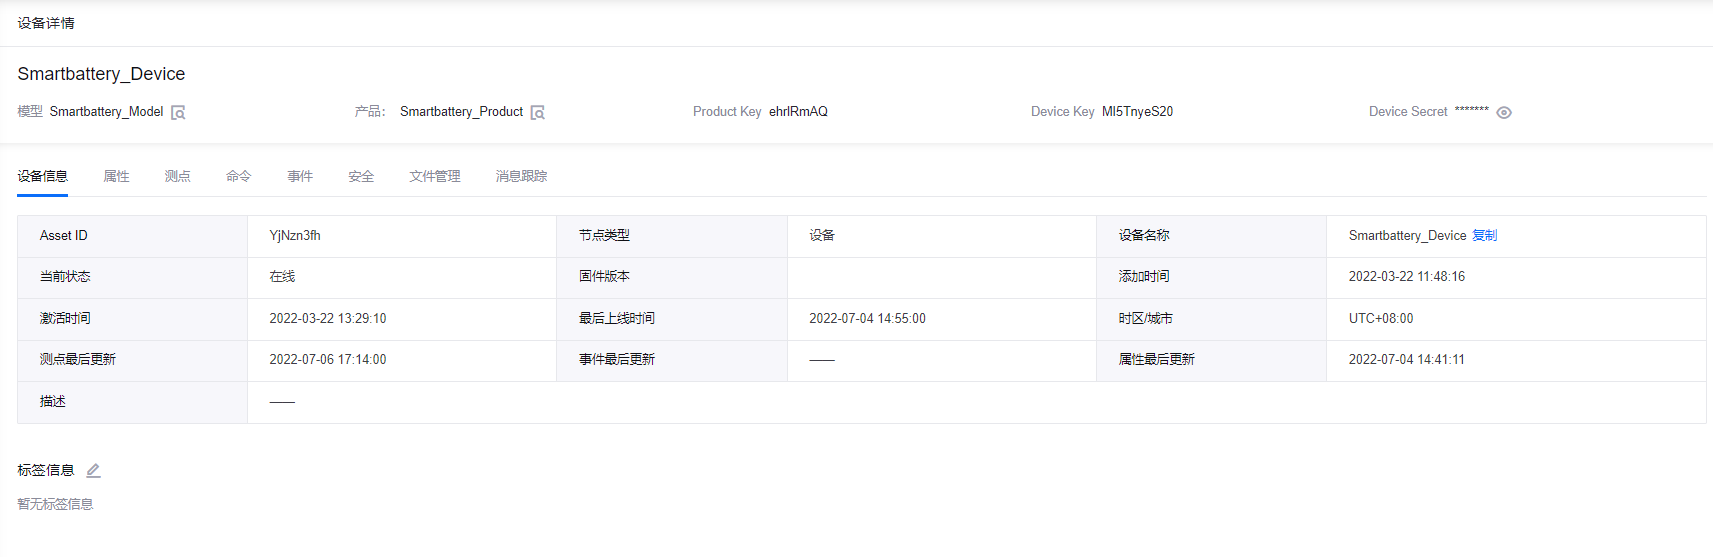 设备详情
Smartbattery_Device
模型 Smartbattery_Model 产品： Smartbattery_Product Product Key ehrlRmAQ Device Key MI5TnyeS20 Device Secret *******
设备信息 属性 测点 命令 事件 安全 文件管理 消息跟踪
Asset ID YjNzn3fh 节点类型 设备 设备名称 Smartbattery_Device 复制
当前状态 在线 固件版本 添加时间 2022-03-22 11:48:16
激活时间 2022-03-22 13:29:10 最后上线时间 2022-07-04 14:55:00 时区/城市 UTC+08:00
测点最后更新 2022-07-06 17:14:00 事件最后更新 —— 属性最后更新 2022-07-04 14:41:11
描述 ——
标签信息
暂无标签信息